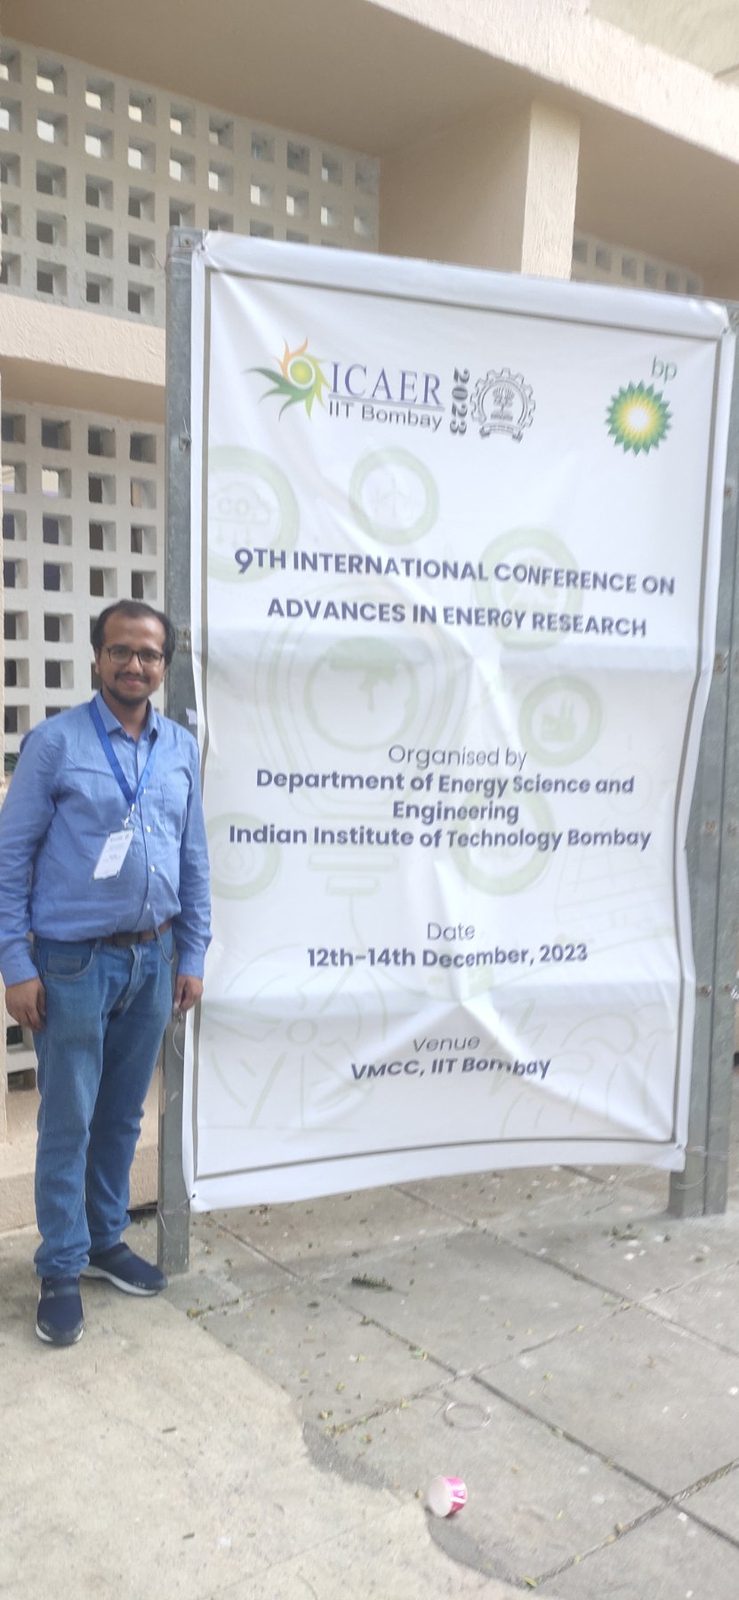 ICAER
IIT Bombay
2023
bp
CO2
9TH INTERNATIONAL CONFERENCE ON
ADVANCES IN ENERGY RESEARCH
Organised by
Department of Energy Science and
Engineering
Indian Institute of Technology Bombay
Date
12th-14th December, 2023
Venue
VMCC, IIT Bombay